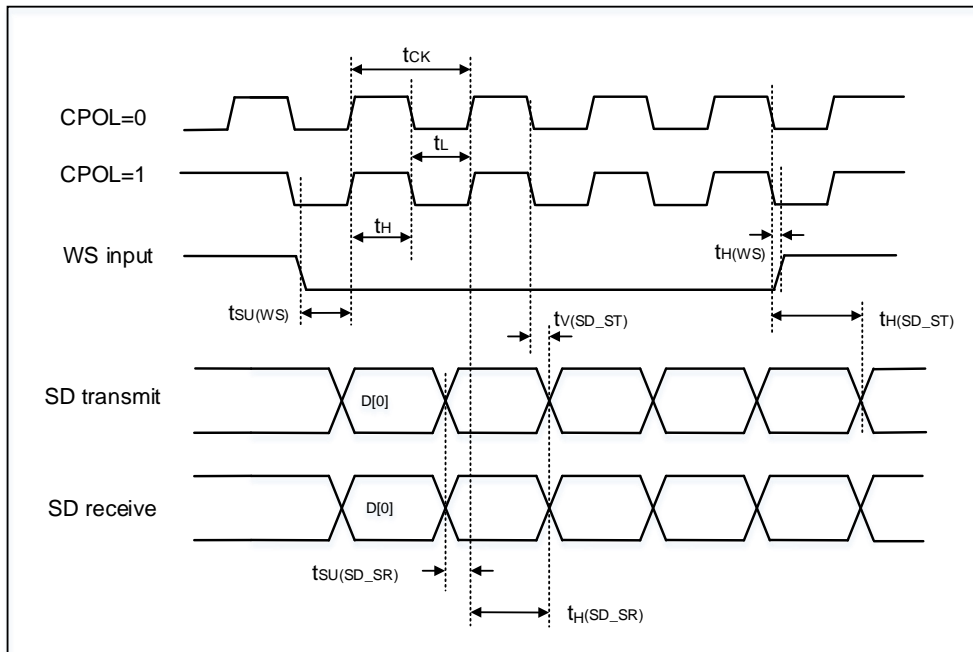 tCK
CPOL=0
tL
CPOL=1
tH
tH(WS)
WS input
tSU(WS)
tV(SD_ST)
tH(SD_ST)
SD transmit
D[0]
SD receive
D[0]
tSU(SD_SR)
tH(SD_SR)